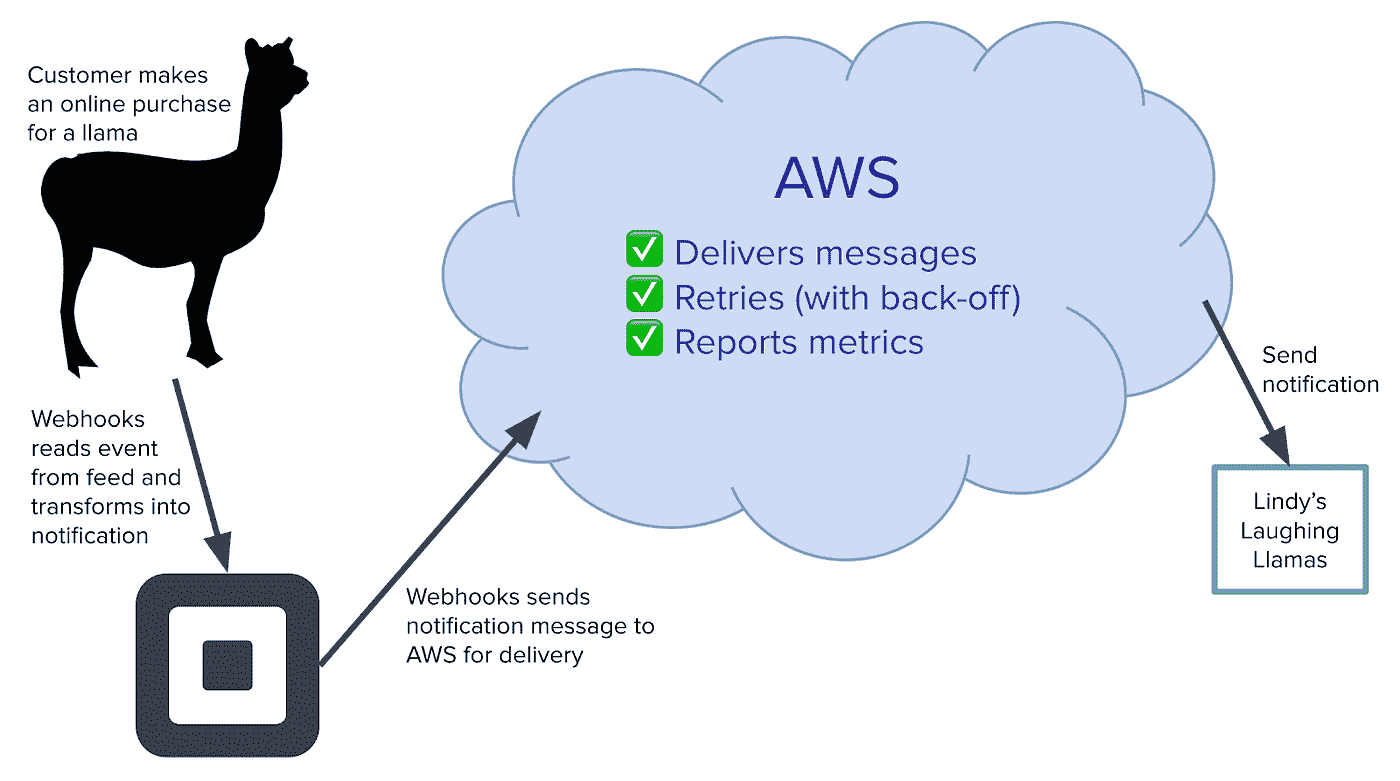 Customer makes
an online purchase
for a llama
Webhooks
reads event
from feed and
transforms into
notification
Webhooks sends
notification message to
AWS for delivery
AWS
✅ Delivers messages
✅ Retries (with back-off)
✅ Reports metrics
Send
notification
Lindy’s
Laughing
Llamas